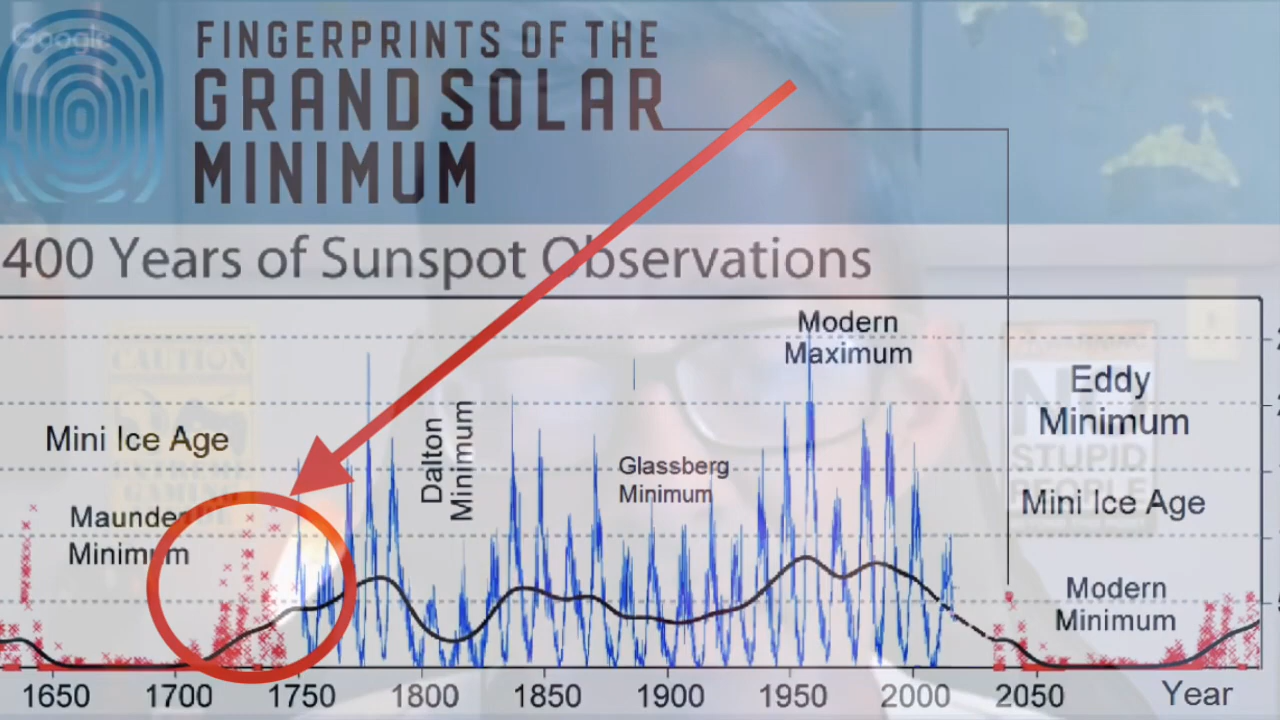 Google
FINGERPRINTS OF THE
GRAND SOLAR
MINIMUM
400 Years of Sunspot Observations
Modern
Maximum
Eddy
Minimum
CAUTION
Mini Ice Age
Dalton
Minimum
Glassberg
Minimum
STUPID
PEOPLE
Mini Ice Age
EXTREME
GAMING
Maunder
Minimum
Modern
Minimum
1650 1700 1750 1800 1850 1900 1950 2000 2050 Year